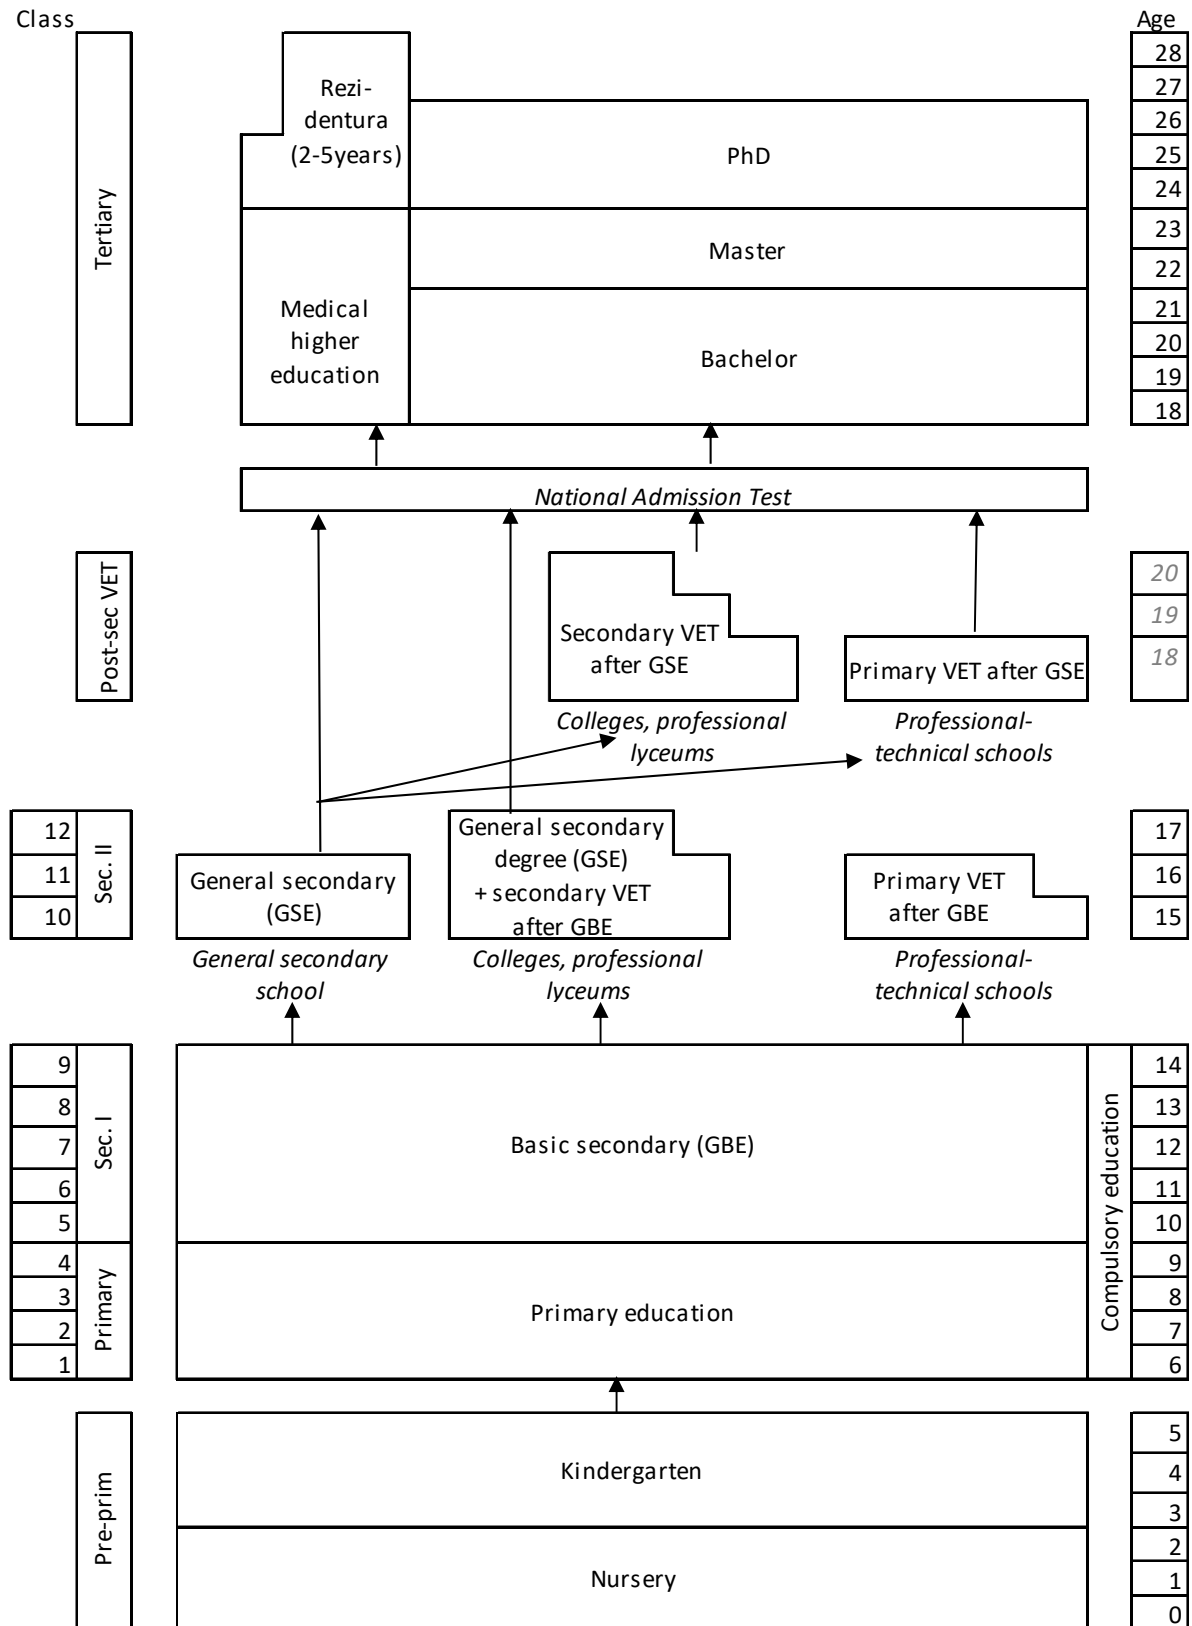 Class
Age
28
27
26
25
24
23
22
21
20
19
18
Tertiary
Rezi-
dentura
(2-5years)
PhD
Master
Medical
higher
education
Bachelor
National Admission Test
Post-sec VET
Secondary VET
after GSE
Primary VET after GSE
20
19
18
Colleges, professional
lyceums
Professional-
technical schools
12
11
10
Sec. II
General secondary
(GSE)
General secondary
degree (GSE)
+ secondary VET
after GBE
Primary VET
after GBE
17
16
15
General secondary
school
Colleges, professional
lyceums
Professional-
technical schools
9
8
7
6
5
4
3
2
1
Sec. I
Primary
Basic secondary (GBE)
Primary education
Compulsory education
14
13
12
11
10
9
8
7
6
Pre-prim
Kindergarten
Nursery
5
4
3
2
1
0